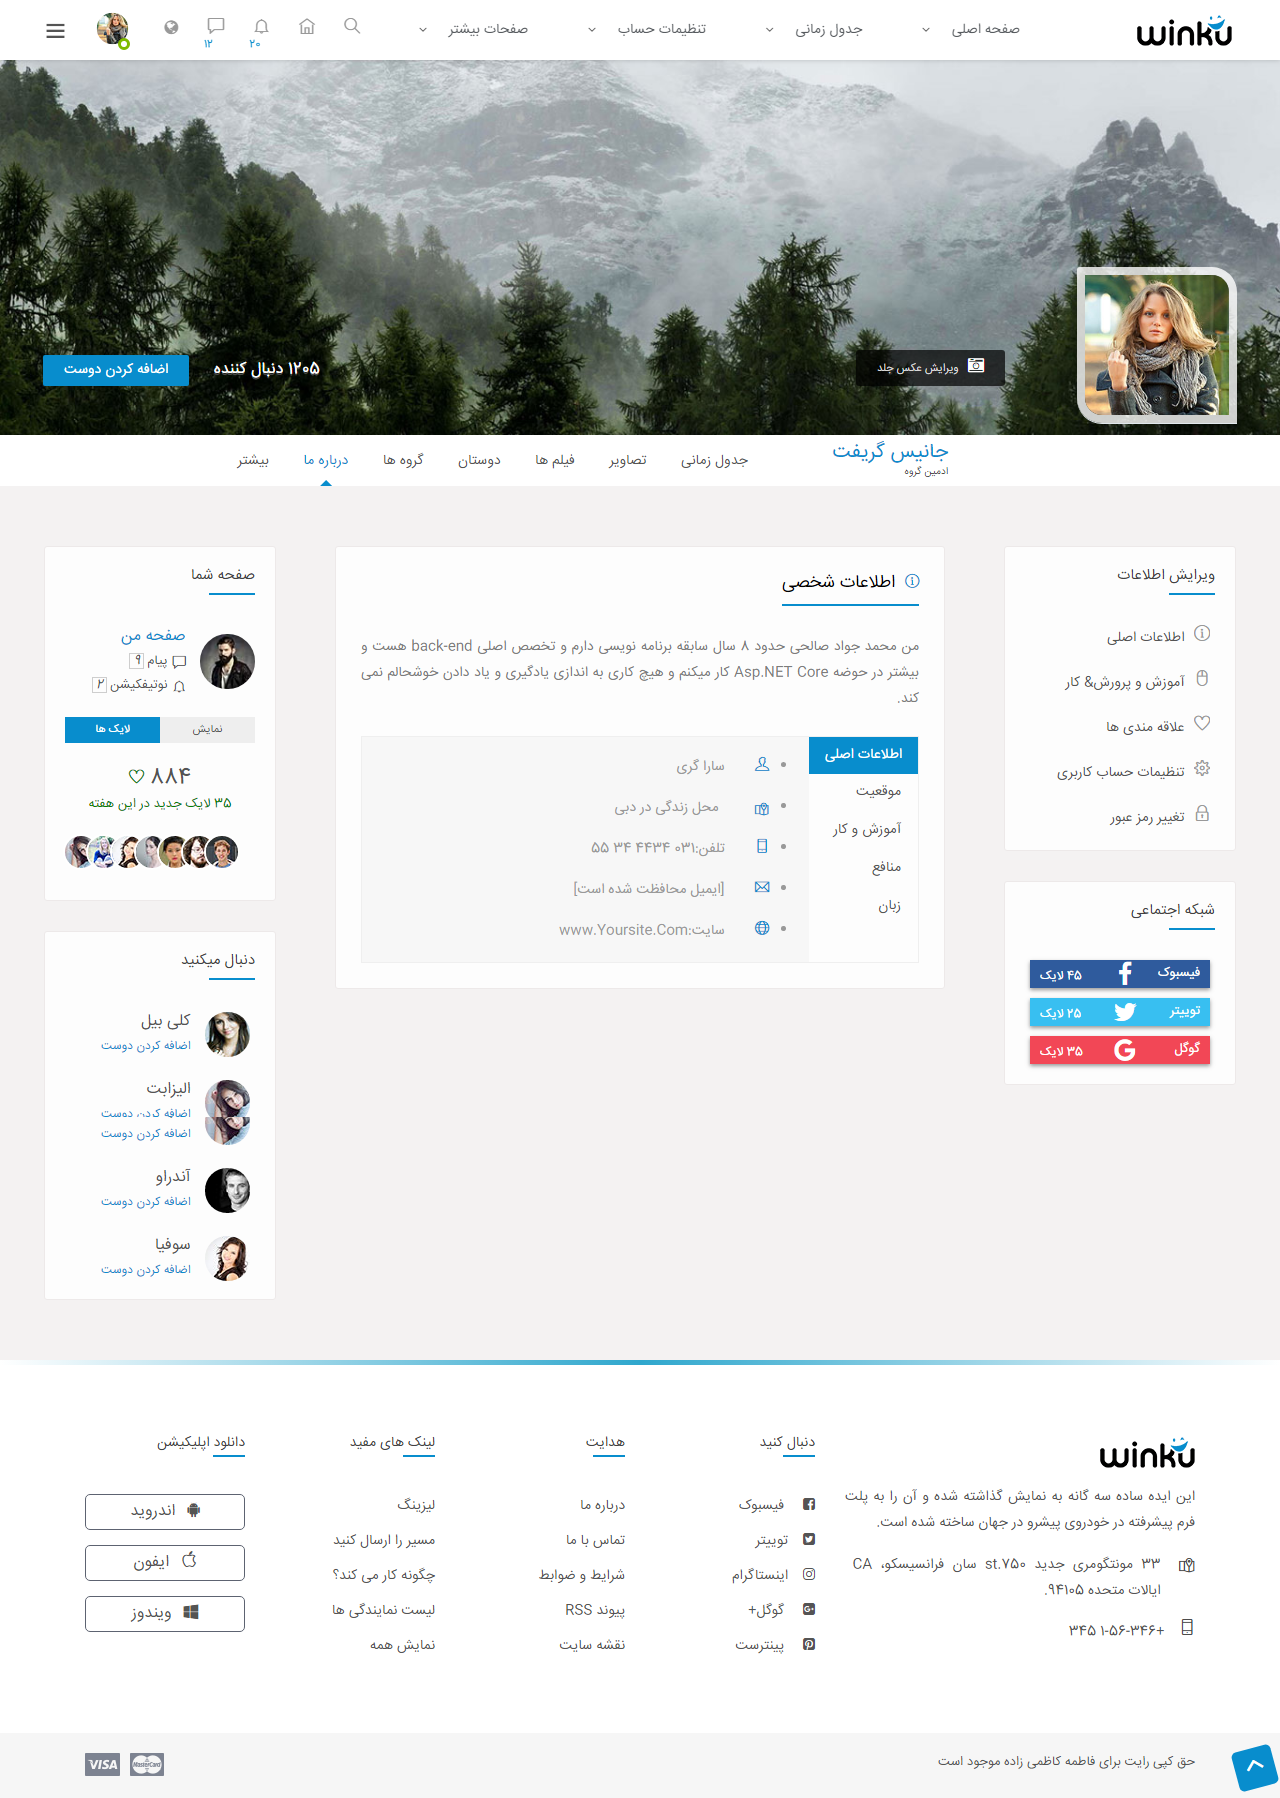 winku
صفحه اصلی
جدول زمانی
تنظیمات حساب
صفحات بیشتر
۲۰
۱۲
ویرایش عکس جلد
۱۲۰۵ دنبال کننده
اضافه کردن دوست
جانیس گریفت
ادمین گروه
جدول زمانی
تصاویر
فیلم ها
دوستان
گروه ها
درباره ما
بیشتر
ویرایش اطلاعات
اطلاعات اصلی
آموزش و پرورش& کار
علاقه مندی ها
تنظیمات حساب کاربری
تغییر رمز عبور
شبکه اجتماعی
فیسبوک ۴۵ لایک
توییتر ۲۵ لایک
گوگل ۳۵ لایک
اطلاعات شخصی
من محمد جواد صالحی حدود ۸ سال سابقه برنامه نویسی دارم و تخصص اصلی back-end هست و
بیشتر در حوضه Asp.NET Core کار میکنم و هیچ کاری به اندازی یادگیری و یاد دادن خوشحالم نمی
کند.
اطلاعات اصلی
موقعیت
آموزش و کار
منافع
زبان
سارا گری
محل زندگی در دبی
تلفن:۰۳۱ ۴۴۳۴ ۳۴ ۵۵
[ایمیل محافظت شده است]
سایت:www.Yoursite.Com
صفحه شما
صفحه من
پیام ۹
نوتیفکیشن ۲
نمایش
لایک ها
۸۸۴
۳۵ لایک جدید در این هفته
دنبال میکنید
کلی بیل
اضافه کردن دوست
الیزابت
اضافه کردن دوست
اضافه کردن دوست
آندراو
اضافه کردن دوست
سوفیا
اضافه کردن دوست
winku
این ایده ساده سه گانه به نمایش گذاشته شده و آن را به پلت
فرم پیشرفته در خودروی پیشرو در جهان ساخته شده است.
۳۳ مونتگومری جدید st.۷۵۰ سان فرانسیسکو، CA
ایالات متحده ۹۴۱۰۵.
+۱-۵۶-۳۴۶ ۳۴۵
دنبال کنید
فیسبوک
توییتر
اینستاگرام
گوگل+
پینترست
هدایت
درباره ما
تماس با ما
شرایط و ضوابط
پیوند RSS
نقشه سایت
لینک های مفید
لیزینگ
مسیر را ارسال کنید
چگونه کار می کند؟
لیست نمایندگی ها
نمایش همه
دانلود اپلیکیشن
اندروید
ایفون
ویندوز
حق کپی رایت برای فاطمه کاظمی زاده موجود است
MasterCard
VISA